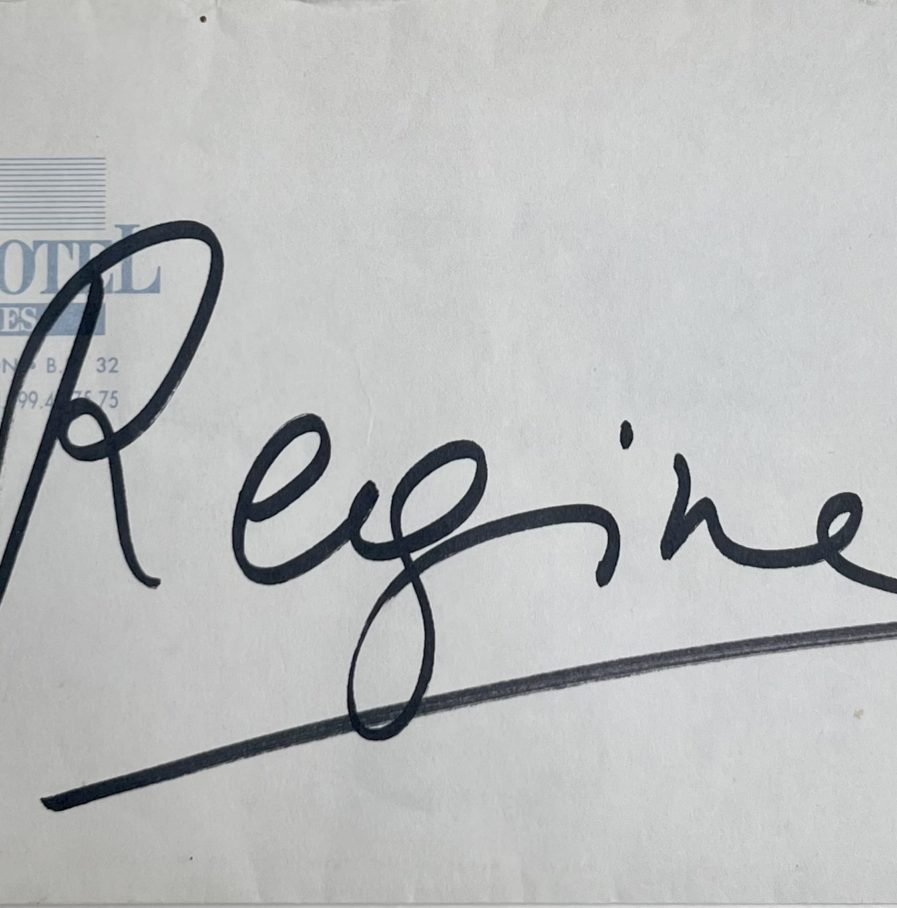 OTEL
ES
N • B.P. 32
99.4 .75.75
Regine